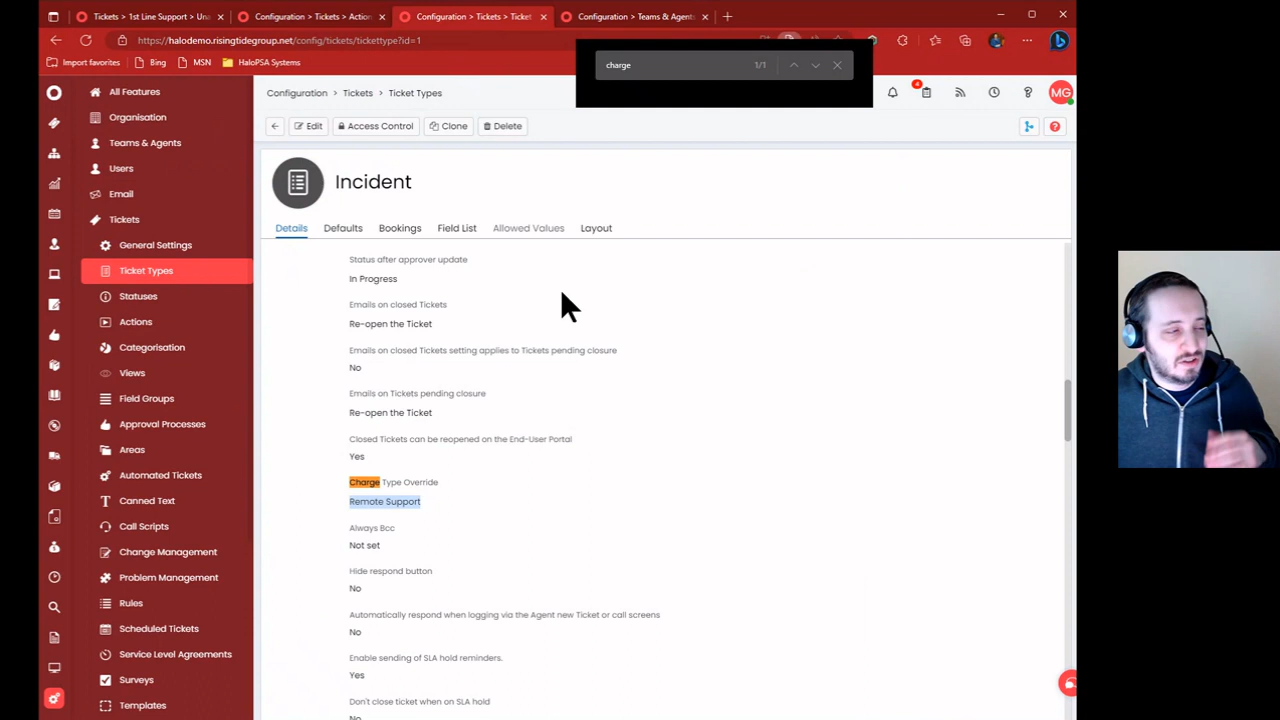 Tickets > 1st Line Support > Una
Configuration > Tickets > Action
Configuration > Tickets > Ticket
Configuration > Teams & Agents
https://halodemo.risingtidegroup.net/config/tickets/tickettype?id=1
Import favorites
Bing
MSN
HaloPSA Systems
charge
1/1
All Features
Organisation
Teams & Agents
Users
Email
Tickets
General Settings
Ticket Types
Statuses
Actions
Categorisation
Views
Field Groups
Approval Processes
Areas
Automated Tickets
Canned Text
Call Scripts
Change Management
Problem Management
Rules
Scheduled Tickets
Service Level Agreements
Surveys
Templates
Configuration > Tickets > Ticket Types
4
MG
Edit
Access Control
Clone
Delete
Incident
Details
Defaults
Bookings
Field List
Allowed Values
Layout
Status after approver update
In Progress
Emails on closed Tickets
Re-open the Ticket
Emails on closed Tickets setting applies to Tickets pending closure
No
Emails on Tickets pending closure
Re-open the Ticket
Closed Tickets can be reopened on the End-User Portal
Yes
Charge Type Override
Remote Support
Always Bcc
Not set
Hide respond button
No
Automatically respond when logging via the Agent new Ticket or call screens
No
Enable sending of SLA hold reminders.
Yes
Don't close ticket when on SLA hold
No